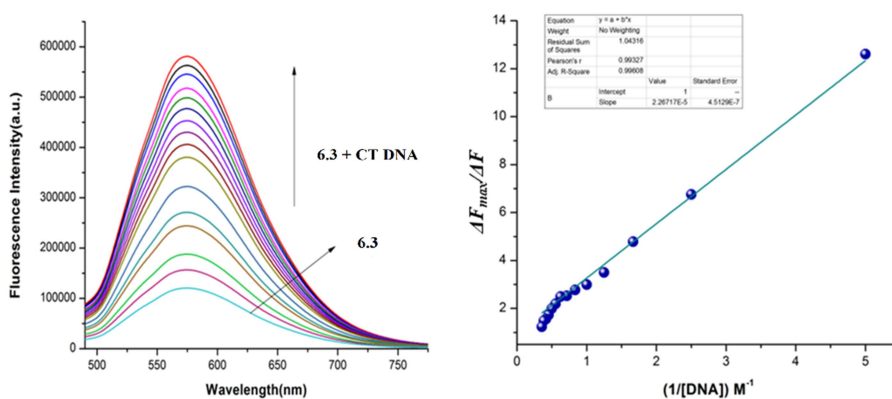 600000
500000
400000
300000
200000
100000
0
500
550
600
650
700
750
Fluorescence Intensity(a.u.)
Wavelength(nm)
6.3 + CT DNA
6.3
14
12
10
8
6
4
2
0
1
2
3
4
5
ΔFmax/ΔF
(1/[DNA]) M-1
Equation y = a + b*x
Weight No Weighting
Residual Sum of Squares 1.04316
Pearson's r 0.99327
Adj. R-Square 0.99608
Value Standard Error
B Intercept 1 --
Slope 2.26717E-5 4.5129E-7